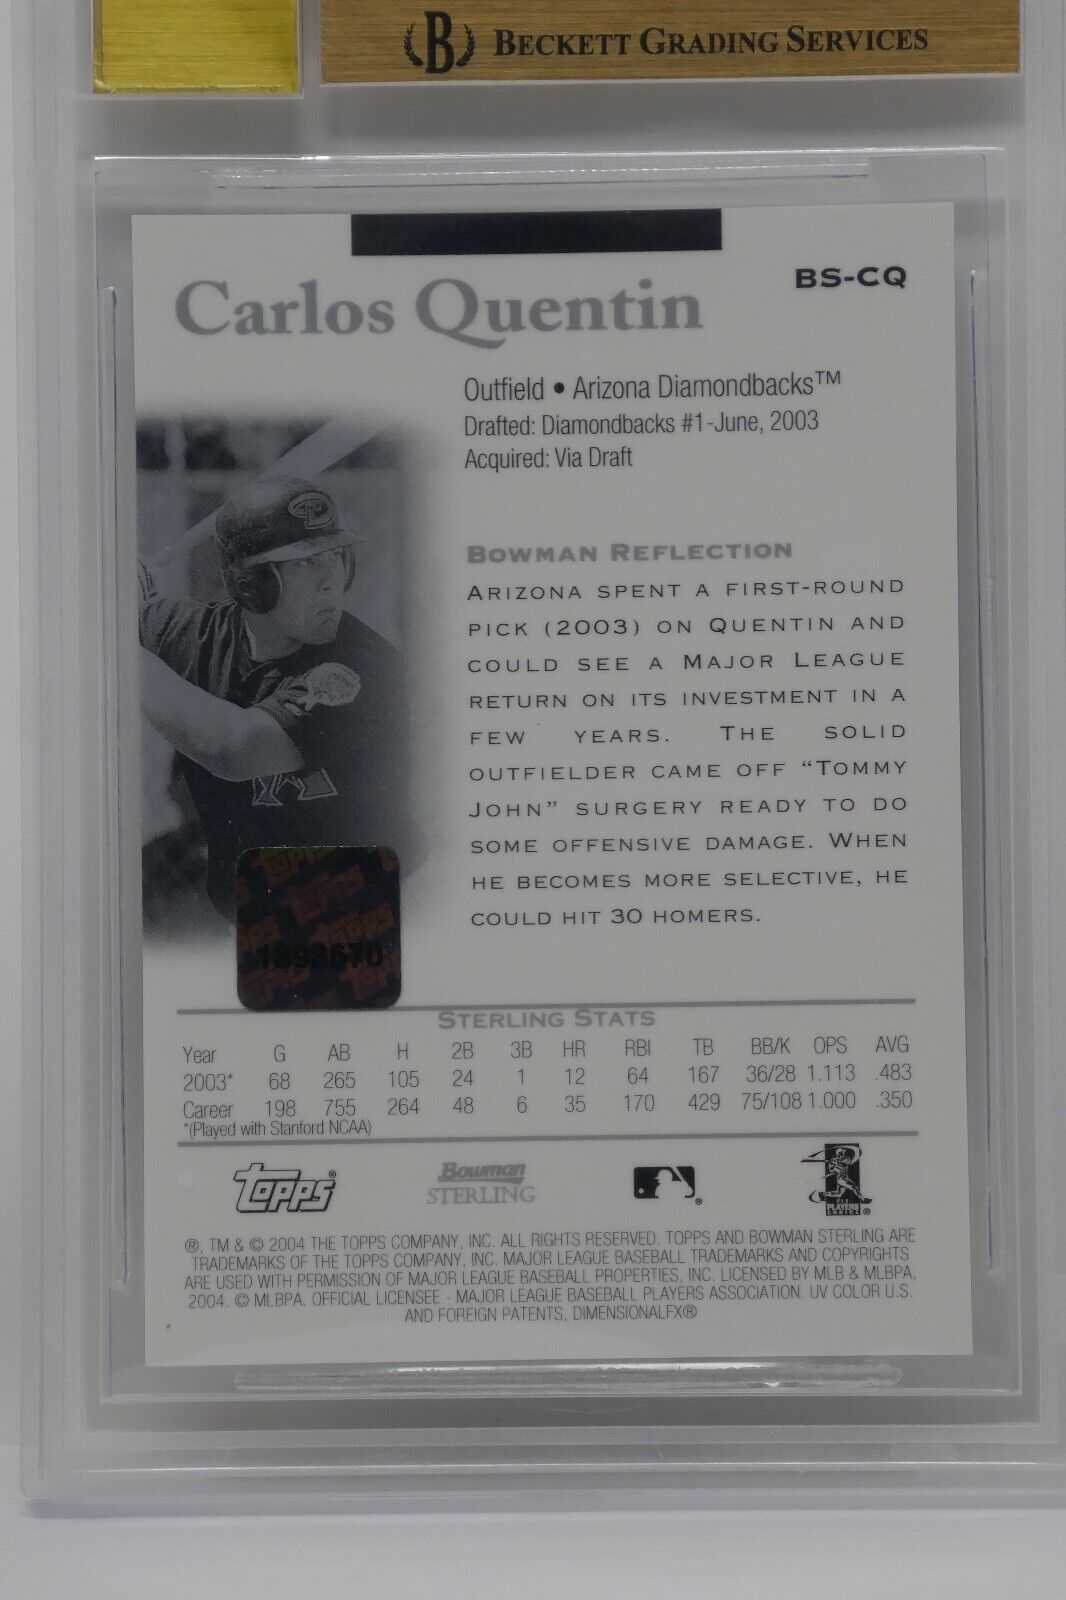 B BECKETT GRADING SERVICES
Carlos Quentin
BS-CQ
Outfield • Arizona Diamondbacks™
Drafted: Diamondbacks #1-June, 2003
Acquired: Via Draft
BOWMAN REFLECTION
ARIZONA SPENT A FIRST-ROUND
PICK (2003) ON QUENTIN AND
COULD SEE A MAJOR LEAGUE
RETURN ON ITS INVESTMENT IN A
FEW YEARS. THE SOLID
OUTFIELDER CAME OFF “TOMMY
JOHN” SURGERY READY TO DO
SOME OFFENSIVE DAMAGE. WHEN
HE BECOMES MORE SELECTIVE, HE
COULD HIT 30 HOMERS.
1893670
STERLING STATS
Year G AB H 2B 3B HR RBI TB BB/K OPS AVG
2003* 68 265 105 24 1 12 64 167 36/28 1.113 .483
Career 198 755 264 48 6 35 170 429 75/108 1.000 .350
*(Played with Stanford NCAA)
Topps®
Bowman
STERLING
PLAYERS
CHOICE ®
®, TM & © 2004 THE TOPPS COMPANY, INC. ALL RIGHTS RESERVED. TOPPS AND BOWMAN STERLING ARE
TRADEMARKS OF THE TOPPS COMPANY, INC. MAJOR LEAGUE BASEBALL TRADEMARKS AND COPYRIGHTS
ARE USED WITH PERMISSION OF MAJOR LEAGUE BASEBALL PROPERTIES, INC. LICENSED BY MLB & MLBPA,
2004. © MLBPA. OFFICIAL LICENSEE - MAJOR LEAGUE BASEBALL PLAYERS ASSOCIATION. UV COLOR U.S.
AND FOREIGN PATENTS, DIMENSIONALFX®